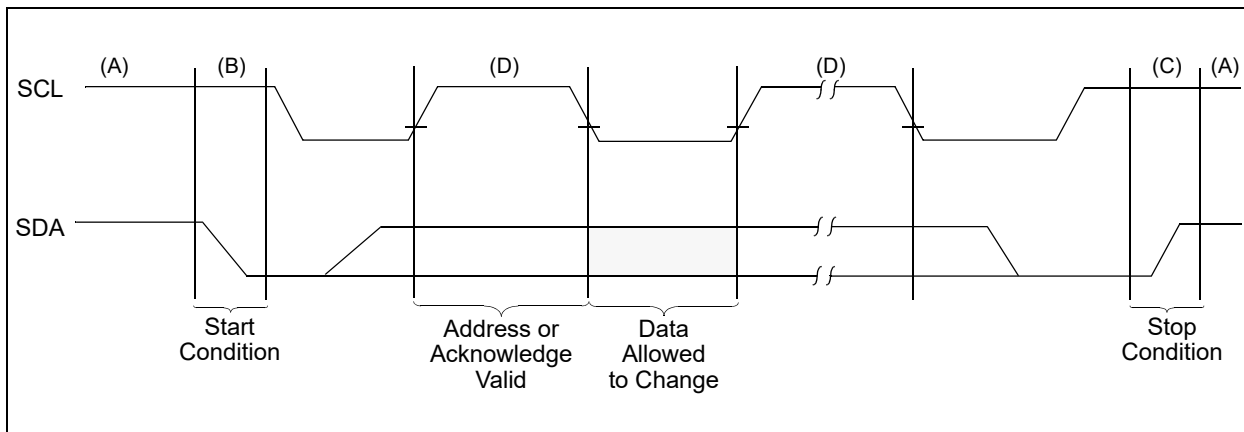 (A)
(B)
(D)
(D)
(C)
(A)
SCL
SDA
Start
Condition
Address or
Acknowledge
Valid
Data
Allowed
to Change
Stop
Condition